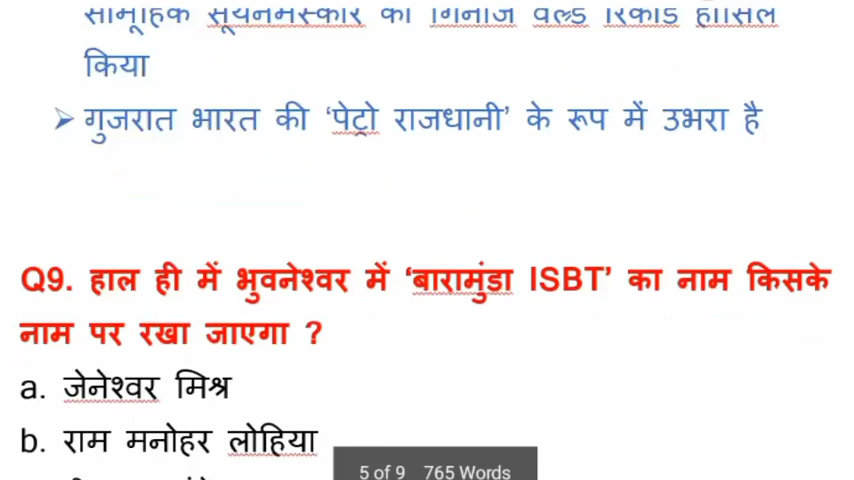 सामूहिक सूर्यनमस्कार का गिनीज वर्ल्ड रिकॉर्ड हासिल
किया
➢ गुजरात भारत की ‘पेट्रो राजधानी’ के रूप में उभरा है
Q9. हाल ही में भुवनेश्वर में ‘बारामुंडा ISBT’ का नाम किसके
नाम पर रखा जाएगा ?
a. जेनेश्वर मिश्र
b. राम मनोहर लोहिया
5 of 9 765 Words